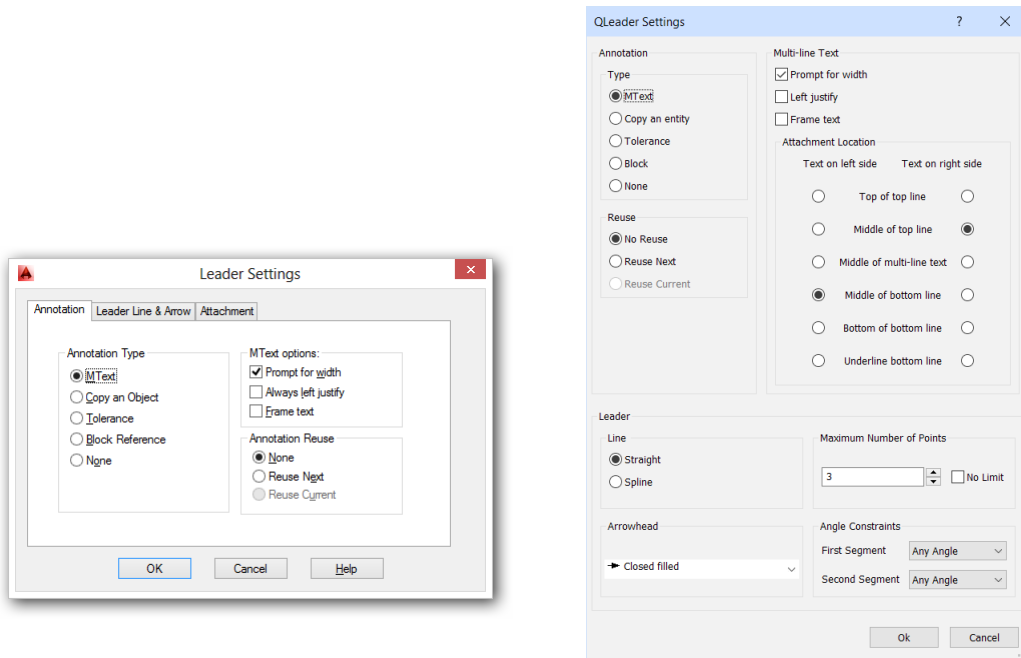 Leader Settings
Annotation Leader Line & Arrow Attachment
Annotation Type
MText
Copy an Object
Tolerance
Block Reference
None
MText options:
Prompt for width
Always left justify
Frame text
Annotation Reuse
None
Reuse Next
Reuse Current
OK Cancel Help
QLeader Settings ?
Annotation
Type
MText
Copy an entity
Tolerance
Block
None
Reuse
No Reuse
Reuse Next
Reuse Current
Multi-line Text
Prompt for width
Left justify
Frame text
Attachment Location
Text on left side Text on right side
Top of top line
Middle of top line
Middle of multi-line text
Middle of bottom line
Bottom of bottom line
Underline bottom line
Leader
Line
Straight
Spline
Maximum Number of Points
3 No Limit
Arrowhead
Closed filled
Angle Constraints
First Segment Any Angle
Second Segment Any Angle
Ok Cancel